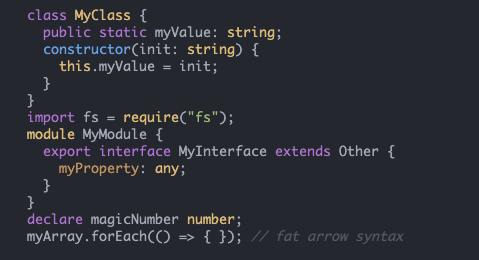 class MyClass {
  public static myValue: string;
  constructor(init: string) {
    this.myValue = init;
  }
}
import fs = require("fs");
module MyModule {
  export interface MyInterface extends Other {
    myProperty: any;
  }
}
declare magicNumber number;
myArray.forEach(() => { }); // fat arrow syntax